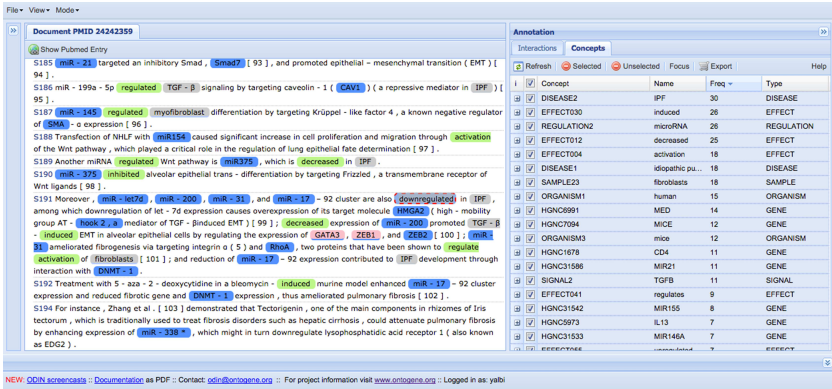 File View Mode
Document PMID 24242359
Show Pubmed Entry
S185 miR - 21 targeted an inhibitory Smad , Smad7 [ 93 ] , and promoted epithelial – mesenchymal transition ( EMT ) [
94 ] .
S186 miR - 199a - 5p regulated TGF - β signaling by targeting caveolin - 1 ( CAV1 ) ( a repressive mediator in IPF ) [
95 ] .
S187 miR - 145 regulated myofibroblast differentiation by targeting Krüppel - like factor 4 , a known negative regulator
of SMA - α expression [ 96 ] .
S188 Transfection of NHLF with miR154 caused significant increase in cell proliferation and migration through activation
of the Wnt pathway , which played a critical role in the regulation of lung epithelial fate determination [ 97 ] .
S189 Another miRNA regulated Wnt pathway is miR375 , which is decreased in IPF .
S190 miR - 375 inhibited alveolar epithelial trans - differentiation by targeting Frizzled , a transmembrane receptor of
Wnt ligands [ 98 ] .
S191 Moreover , miR - let7d , miR - 200 , miR - 31 , and miR - 17 – 92 cluster are also downregulated in IPF ,
among which downregulation of let - 7d expression causes overexpression of its target molecule HMGA2 ( high - mobility
group AT - hook 2 , a mediator of TGF - βinduced EMT ) [ 99 ] ; decreased expression of miR - 200 promoted TGF - β
- induced EMT in alveolar epithelial cells by regulating the expression of GATA3 , ZEB1 , and ZEB2 [ 100 ] ; miR -
31 ameliorated fibrogenesis via targeting integrin α ( 5 ) and RhoA , two proteins that have been shown to regulate
activation of fibroblasts [ 101 ] ; and reduction of miR - 17 – 92 expression contributed to IPF development through
interaction with DNMT - 1 .
S192 Treatment with 5 - aza - 2 - deoxycytidine in a bleomycin - induced murine model enhanced miR - 17 – 92 cluster
expression and reduced fibrotic gene and DNMT - 1 expression , thus ameliorated pulmonary fibrosis [ 102 ] .
S194 For instance , Zhang et al . [ 103 ] demonstrated that Tectorigenin , one of the main components in rhizomes of Iris
tectorum , which is traditionally used to treat fibrosis disorders such as hepatic cirrhosis , could attenuate pulmonary fibrosis
by enhancing expression of miR - 338 * , which might in turn downregulate lysophosphatidic acid receptor 1 ( also known
as EDG2 ) .
Annotation
Interactions Concepts
Refresh Selected Unselected Focus Export Help
i Concept Name Freq Type
DISEASE2 IPF 30 DISEASE
EFFECT030 induced 26 EFFECT
REGULATION2 microRNA 26 REGULATION
EFFECT012 decreased 25 EFFECT
EFFECT004 activation 18 EFFECT
DISEASE1 idiopathic pu... 18 DISEASE
SAMPLE23 fibroblasts 18 SAMPLE
ORGANISM1 human 15 ORGANISM
HGNC6991 MED 14 GENE
HGNC7094 MICE 12 GENE
ORGANISM3 mice 12 ORGANISM
HGNC1678 CD4 11 GENE
HGNC31586 MIR21 11 GENE
SIGNAL2 TGFB 11 SIGNAL
EFFECT041 regulates 9 EFFECT
HGNC31542 MIR155 8 GENE
HGNC5973 IL13 7 GENE
HGNC31533 MIR146A 7 GENE
NEW: ODIN screencasts :: Documentation as PDF :: Contact: odin@ontogene.org :: For project information visit www.ontogene.org :: Logged in as: yalbi